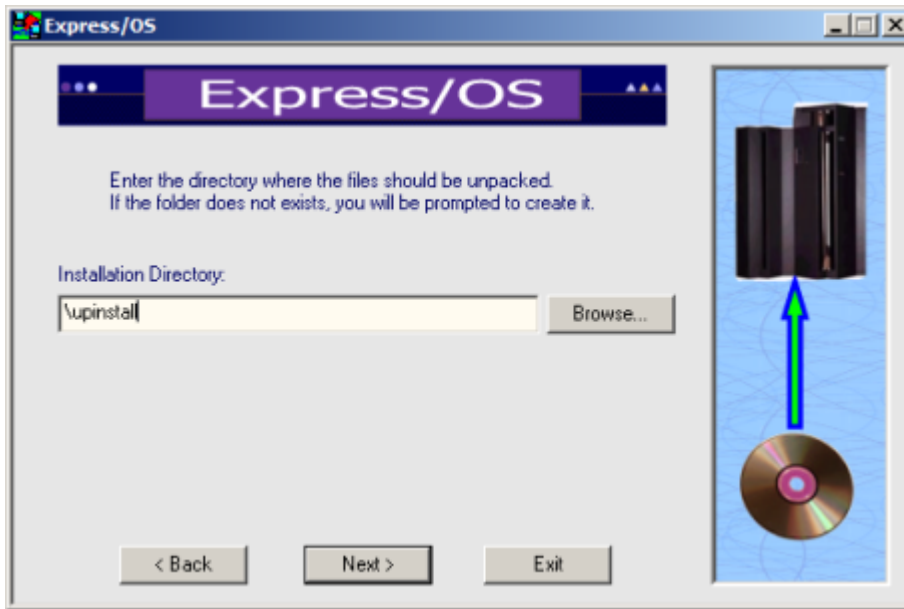 Express/OS
Express/OS
Enter the directory where the files should be unpacked.
If the folder does not exists, you will be prompted to create it.
Installation Directory:
\upinstall
Browse...
< Back
Next >
Exit